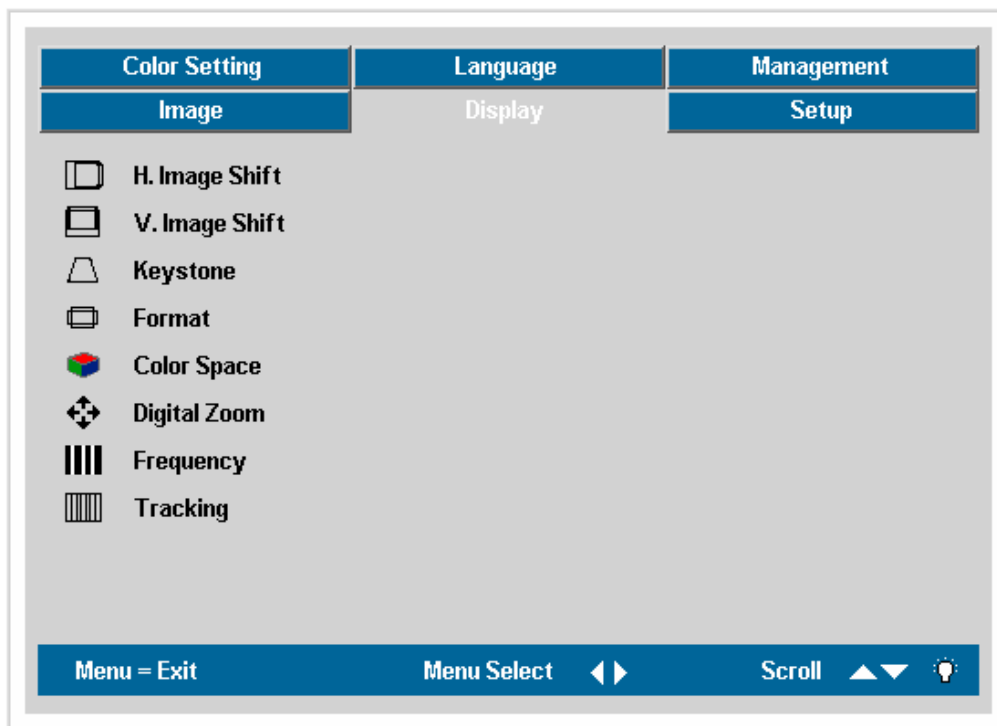 Color Setting Language Management
Image Display Setup
H. Image Shift
V. Image Shift
Keystone
Format
Color Space
Digital Zoom
Frequency
Tracking
Menu = Exit Menu Select Scroll